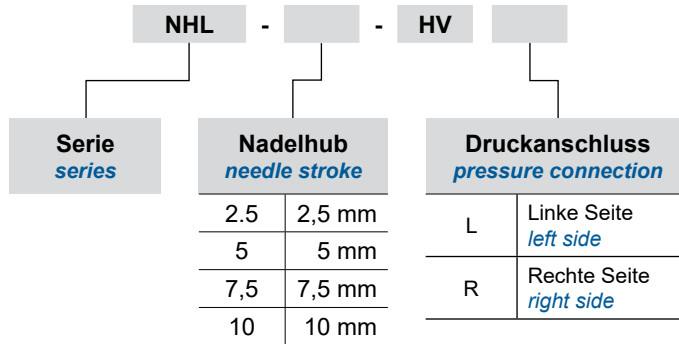 NHL - - HV
Serie
series
Nadelhub
needle stroke
2.5 2,5 mm
5 5 mm
7,5 7,5 mm
10 10 mm
Druckanschluss
pressure connection
L Linke Seite
left side
R Rechte Seite
right side